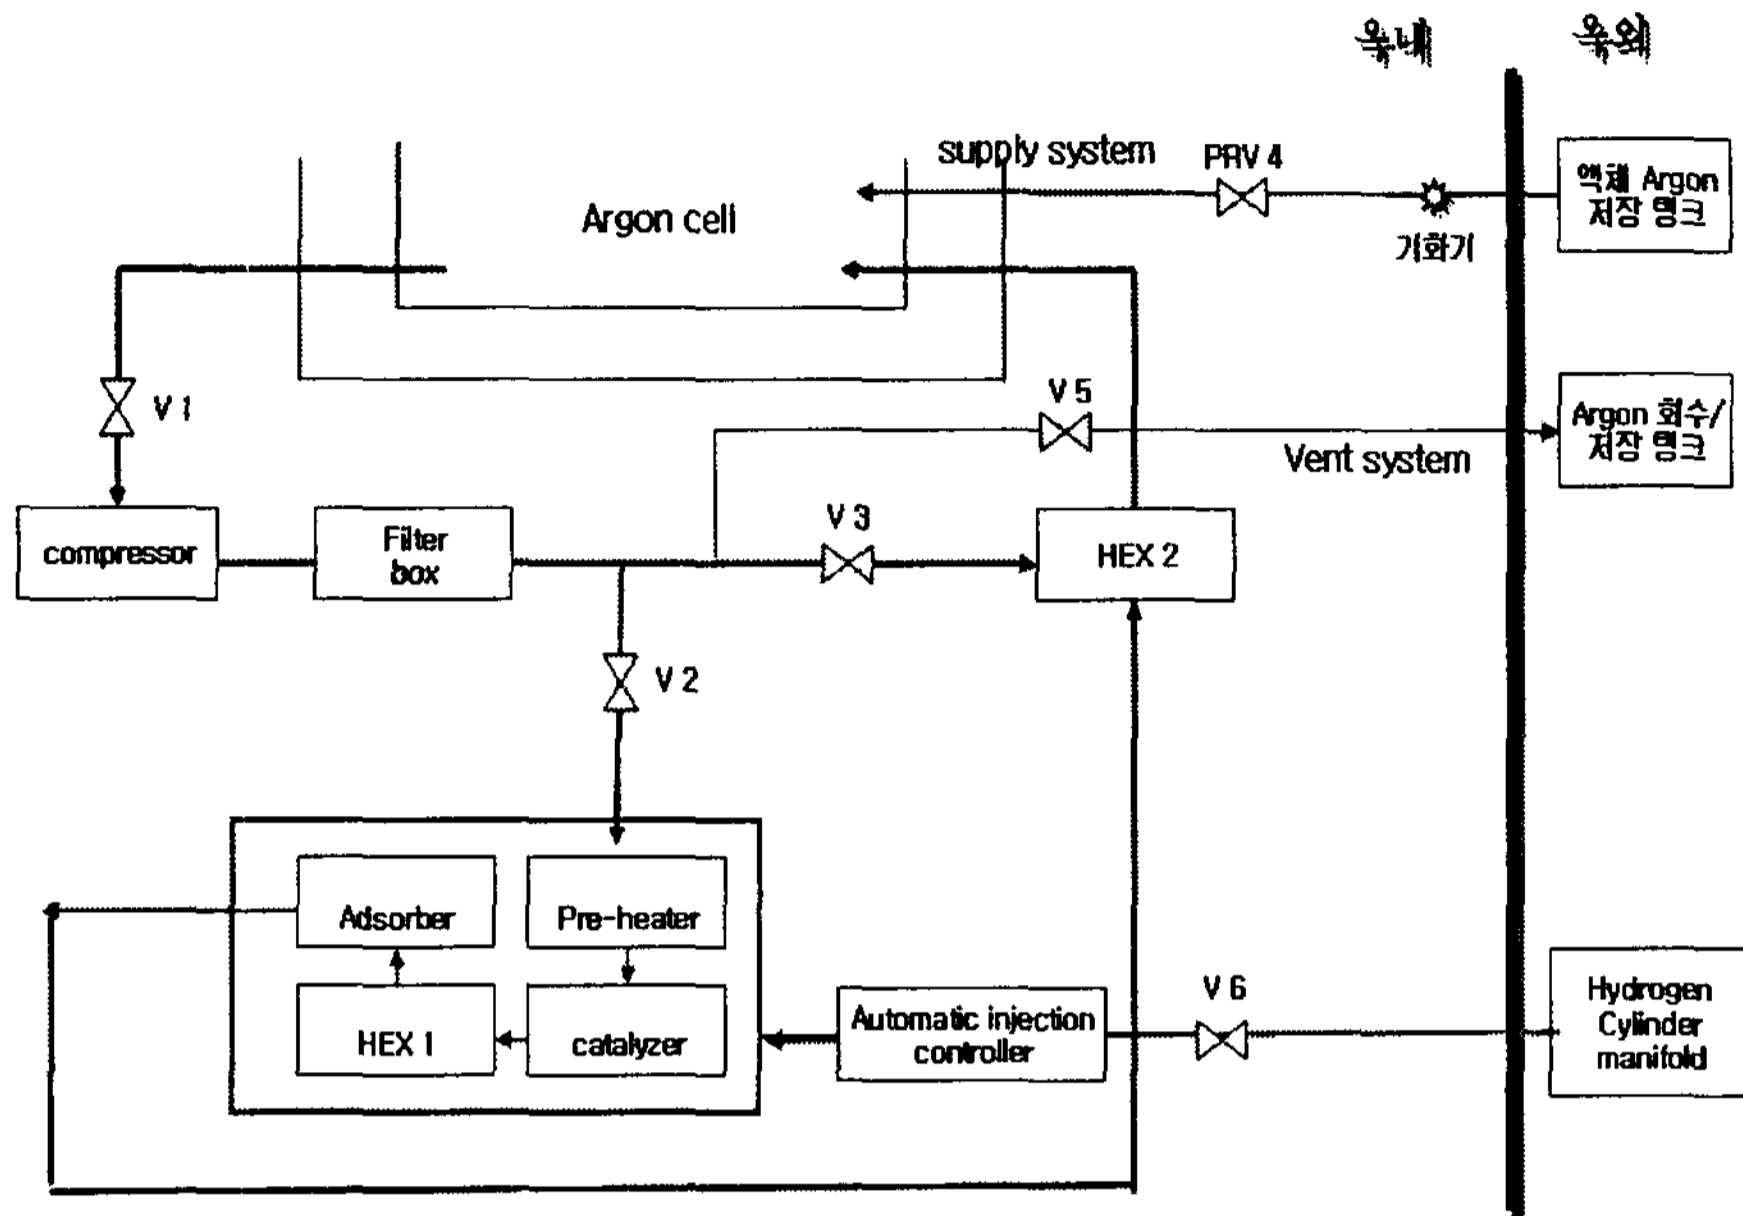 옥내
옥외
supply system
PRV 4
액체 Argon
저장 탱크
Argon cell
기화기
V 1
V 5
Argon 회수/
저장 탱크
Vent system
compressor
Filter
box
V 3
HEX 2
V 2
Adsorber
Pre-heater
HEX 1
catalyzer
Automatic injection
controller
V 6
Hydrogen
Cylinder
manifold